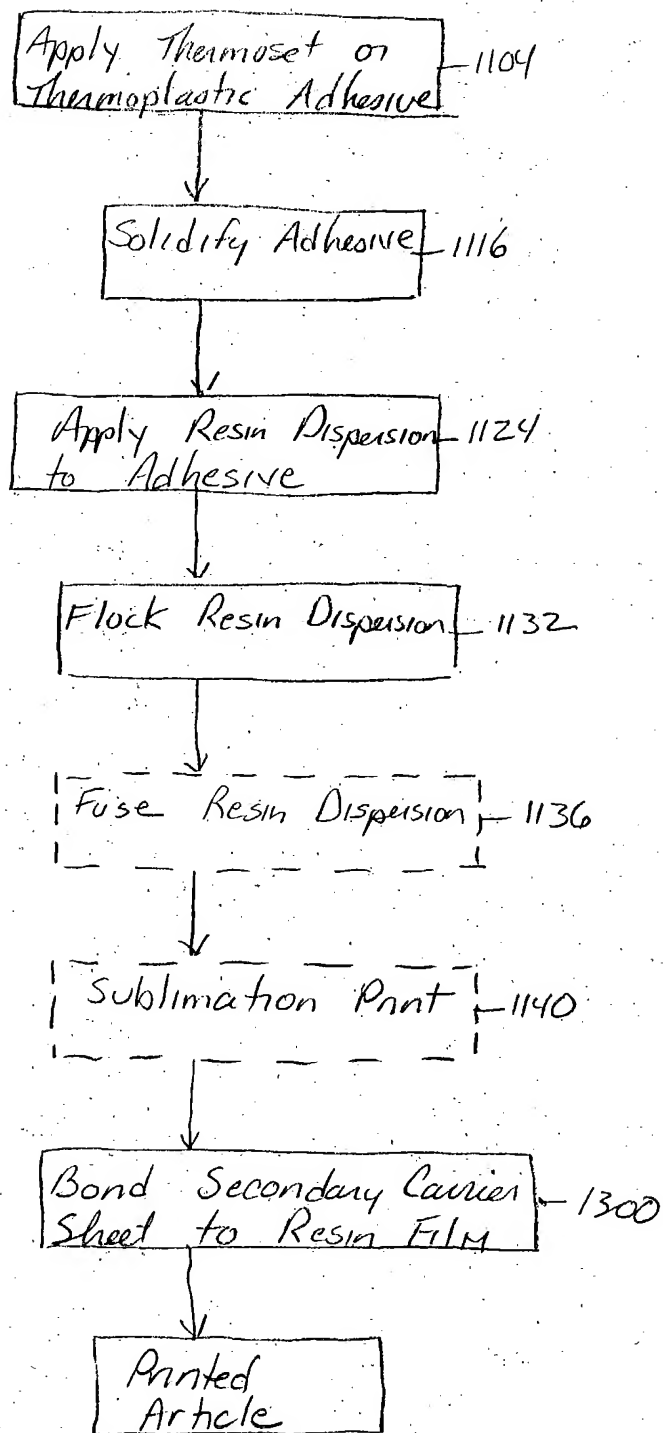 Apply Thermoset or
Thermoplastic Adhesive
1104
Solidify Adhesive
1116
Apply Resin Dispersion
to Adhesive
1124
Flock Resin Dispersion
1132
Fuse Resin Dispersion
1136
Sublimation Print
1140
Bond Secondary Carrier
Sheet to Resin Film
1300
Printed
Article